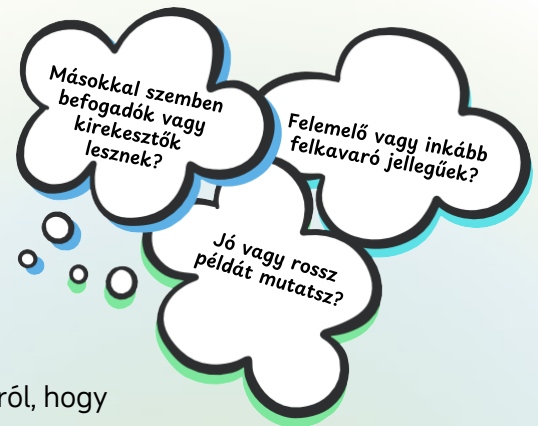 Másokkal szemben
befogadók vagy
kirekesztők
lesznek?
Felemelő vagy inkább
felkavaró jellegűek?
Jó vagy rossz
példát mutatsz?
ról, hogy